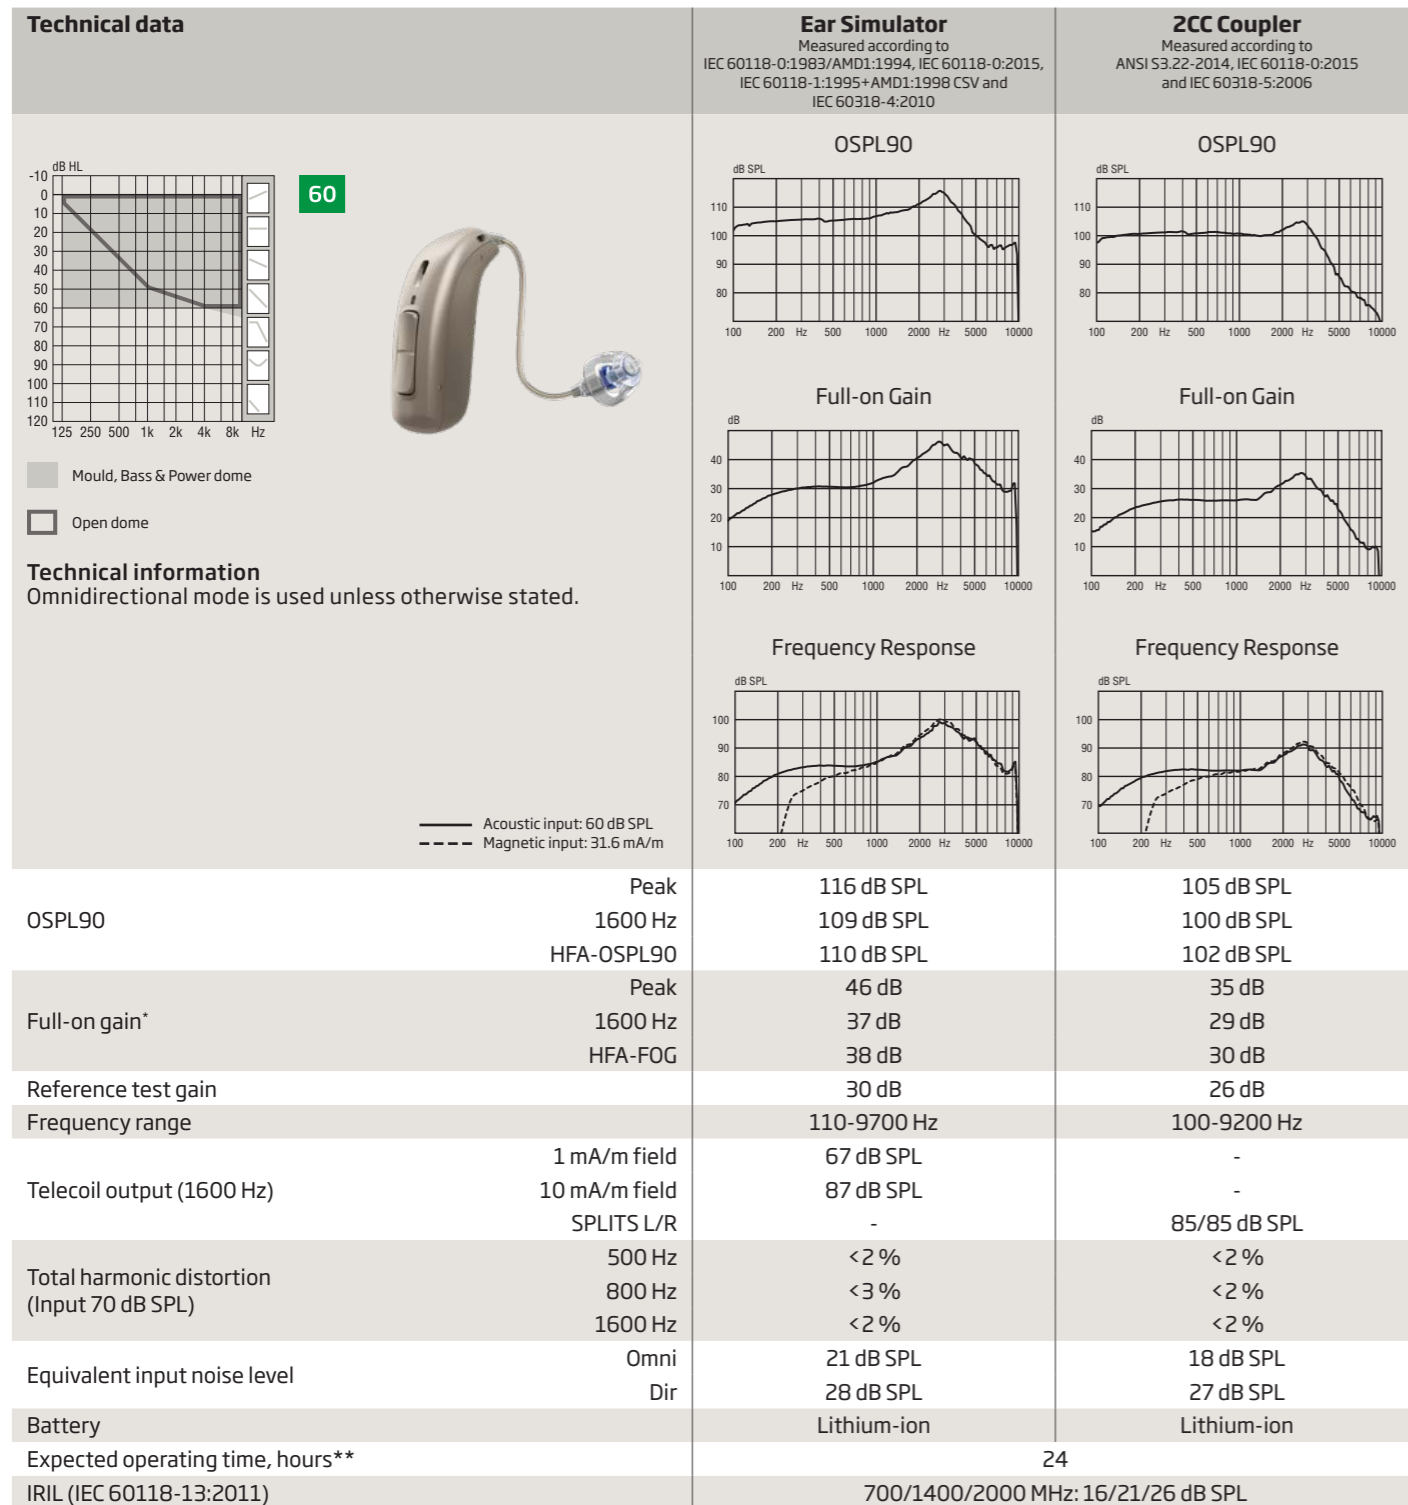 Technical data
Ear Simulator
Measured according to
IEC 60118-0:1983/AMD1:1994, IEC 60118-0:2015,
IEC 60118-1:1995+AMD1:1998 CSV and
IEC 60318-4:2010
2CC Coupler
Measured according to
ANSI S3.22-2014, IEC 60118-0:2015
and IEC 60318-5:2006
dB HL
-10
0
10
20
30
40
50
60
70
80
90
100
110
120
125 250 500 1k 2k 4k 8k Hz
60
Mould, Bass & Power dome
Open dome
Technical information
Omnidirectional mode is used unless otherwise stated.
OSPL90
dB SPL
110
100
90
80
100 200 Hz 500 1000 2000 Hz 5000 10000
OSPL90
dB SPL
110
100
90
80
100 200 Hz 500 1000 2000 Hz 5000 10000
Full-on Gain
dB
40
30
20
10
100 200 Hz 500 1000 2000 Hz 5000 10000
Full-on Gain
dB
40
30
20
10
100 200 Hz 500 1000 2000 Hz 5000 10000
Frequency Response
dB SPL
100
90
80
70
100 200 Hz 500 1000 2000 Hz 5000 10000
Frequency Response
dB SPL
100
90
80
70
100 200 Hz 500 1000 2000 Hz 5000 10000
Acoustic input: 60 dB SPL
Magnetic input: 31.6 mA/m
OSPL90
Peak 116 dB SPL 105 dB SPL
1600 Hz 109 dB SPL 100 dB SPL
HFA-OSPL90 110 dB SPL 102 dB SPL
Full-on gain*
Peak 46 dB 35 dB
1600 Hz 37 dB 29 dB
HFA-FOG 38 dB 30 dB
Reference test gain 30 dB 26 dB
Frequency range 110-9700 Hz 100-9200 Hz
Telecoil output (1600 Hz)
1 mA/m field 67 dB SPL -
10 mA/m field 87 dB SPL -
SPLITS L/R - 85/85 dB SPL
Total harmonic distortion
(Input 70 dB SPL)
500 Hz <2 % <2 %
800 Hz <3 % <2 %
1600 Hz <2 % <2 %
Equivalent input noise level
Omni 21 dB SPL 18 dB SPL
Dir 28 dB SPL 27 dB SPL
Battery Lithium-ion Lithium-ion
Expected operating time, hours** 24
IRIL (IEC 60118-13:2011) 700/1400/2000 MHz: 16/21/26 dB SPL